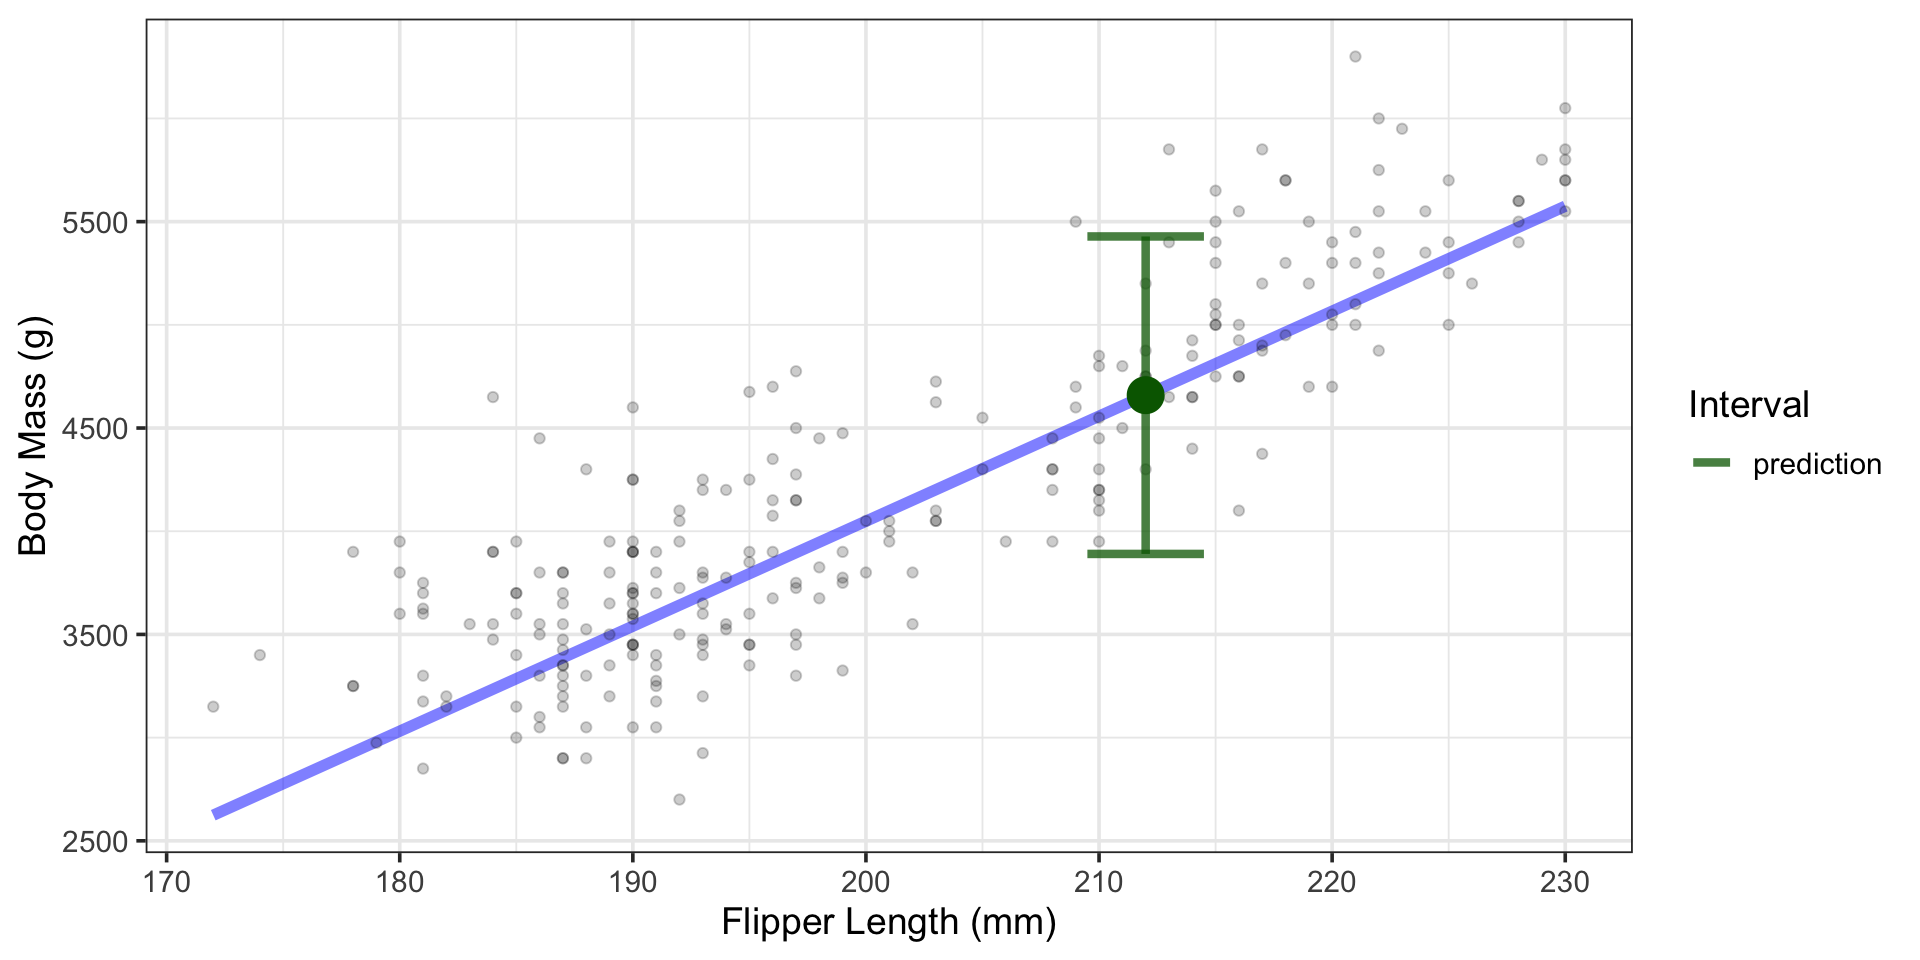 5500
4500
3500
2500
170 180 190 200 210 220 230
Flipper Length (mm)
Body Mass (g)
Interval
prediction